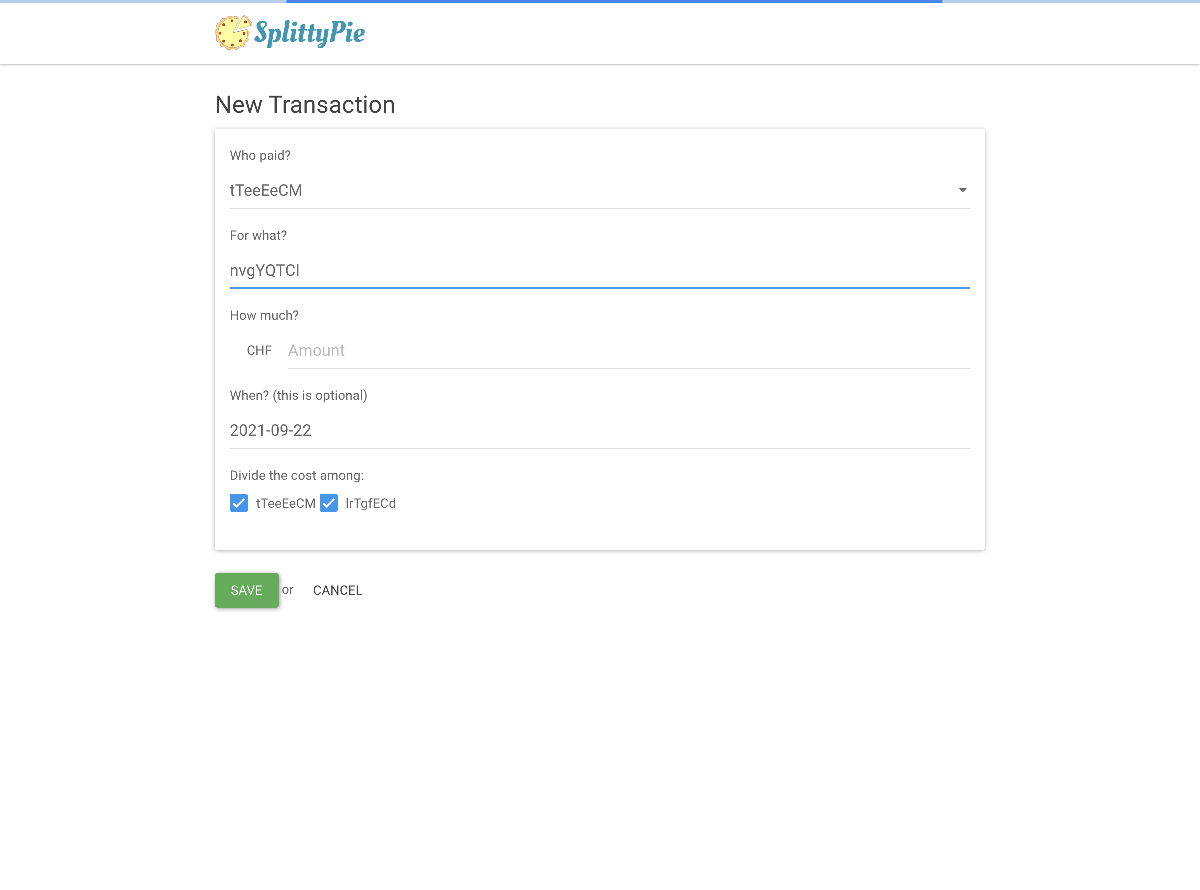 SplittyPie
New Transaction
Who paid?
tTeeEeCM
For what?
nvgYQTCl
How much?
CHF Amount
When? (this is optional)
2021-09-22
Divide the cost among:
tTeeEeCM lrTgfECd
SAVE or CANCEL